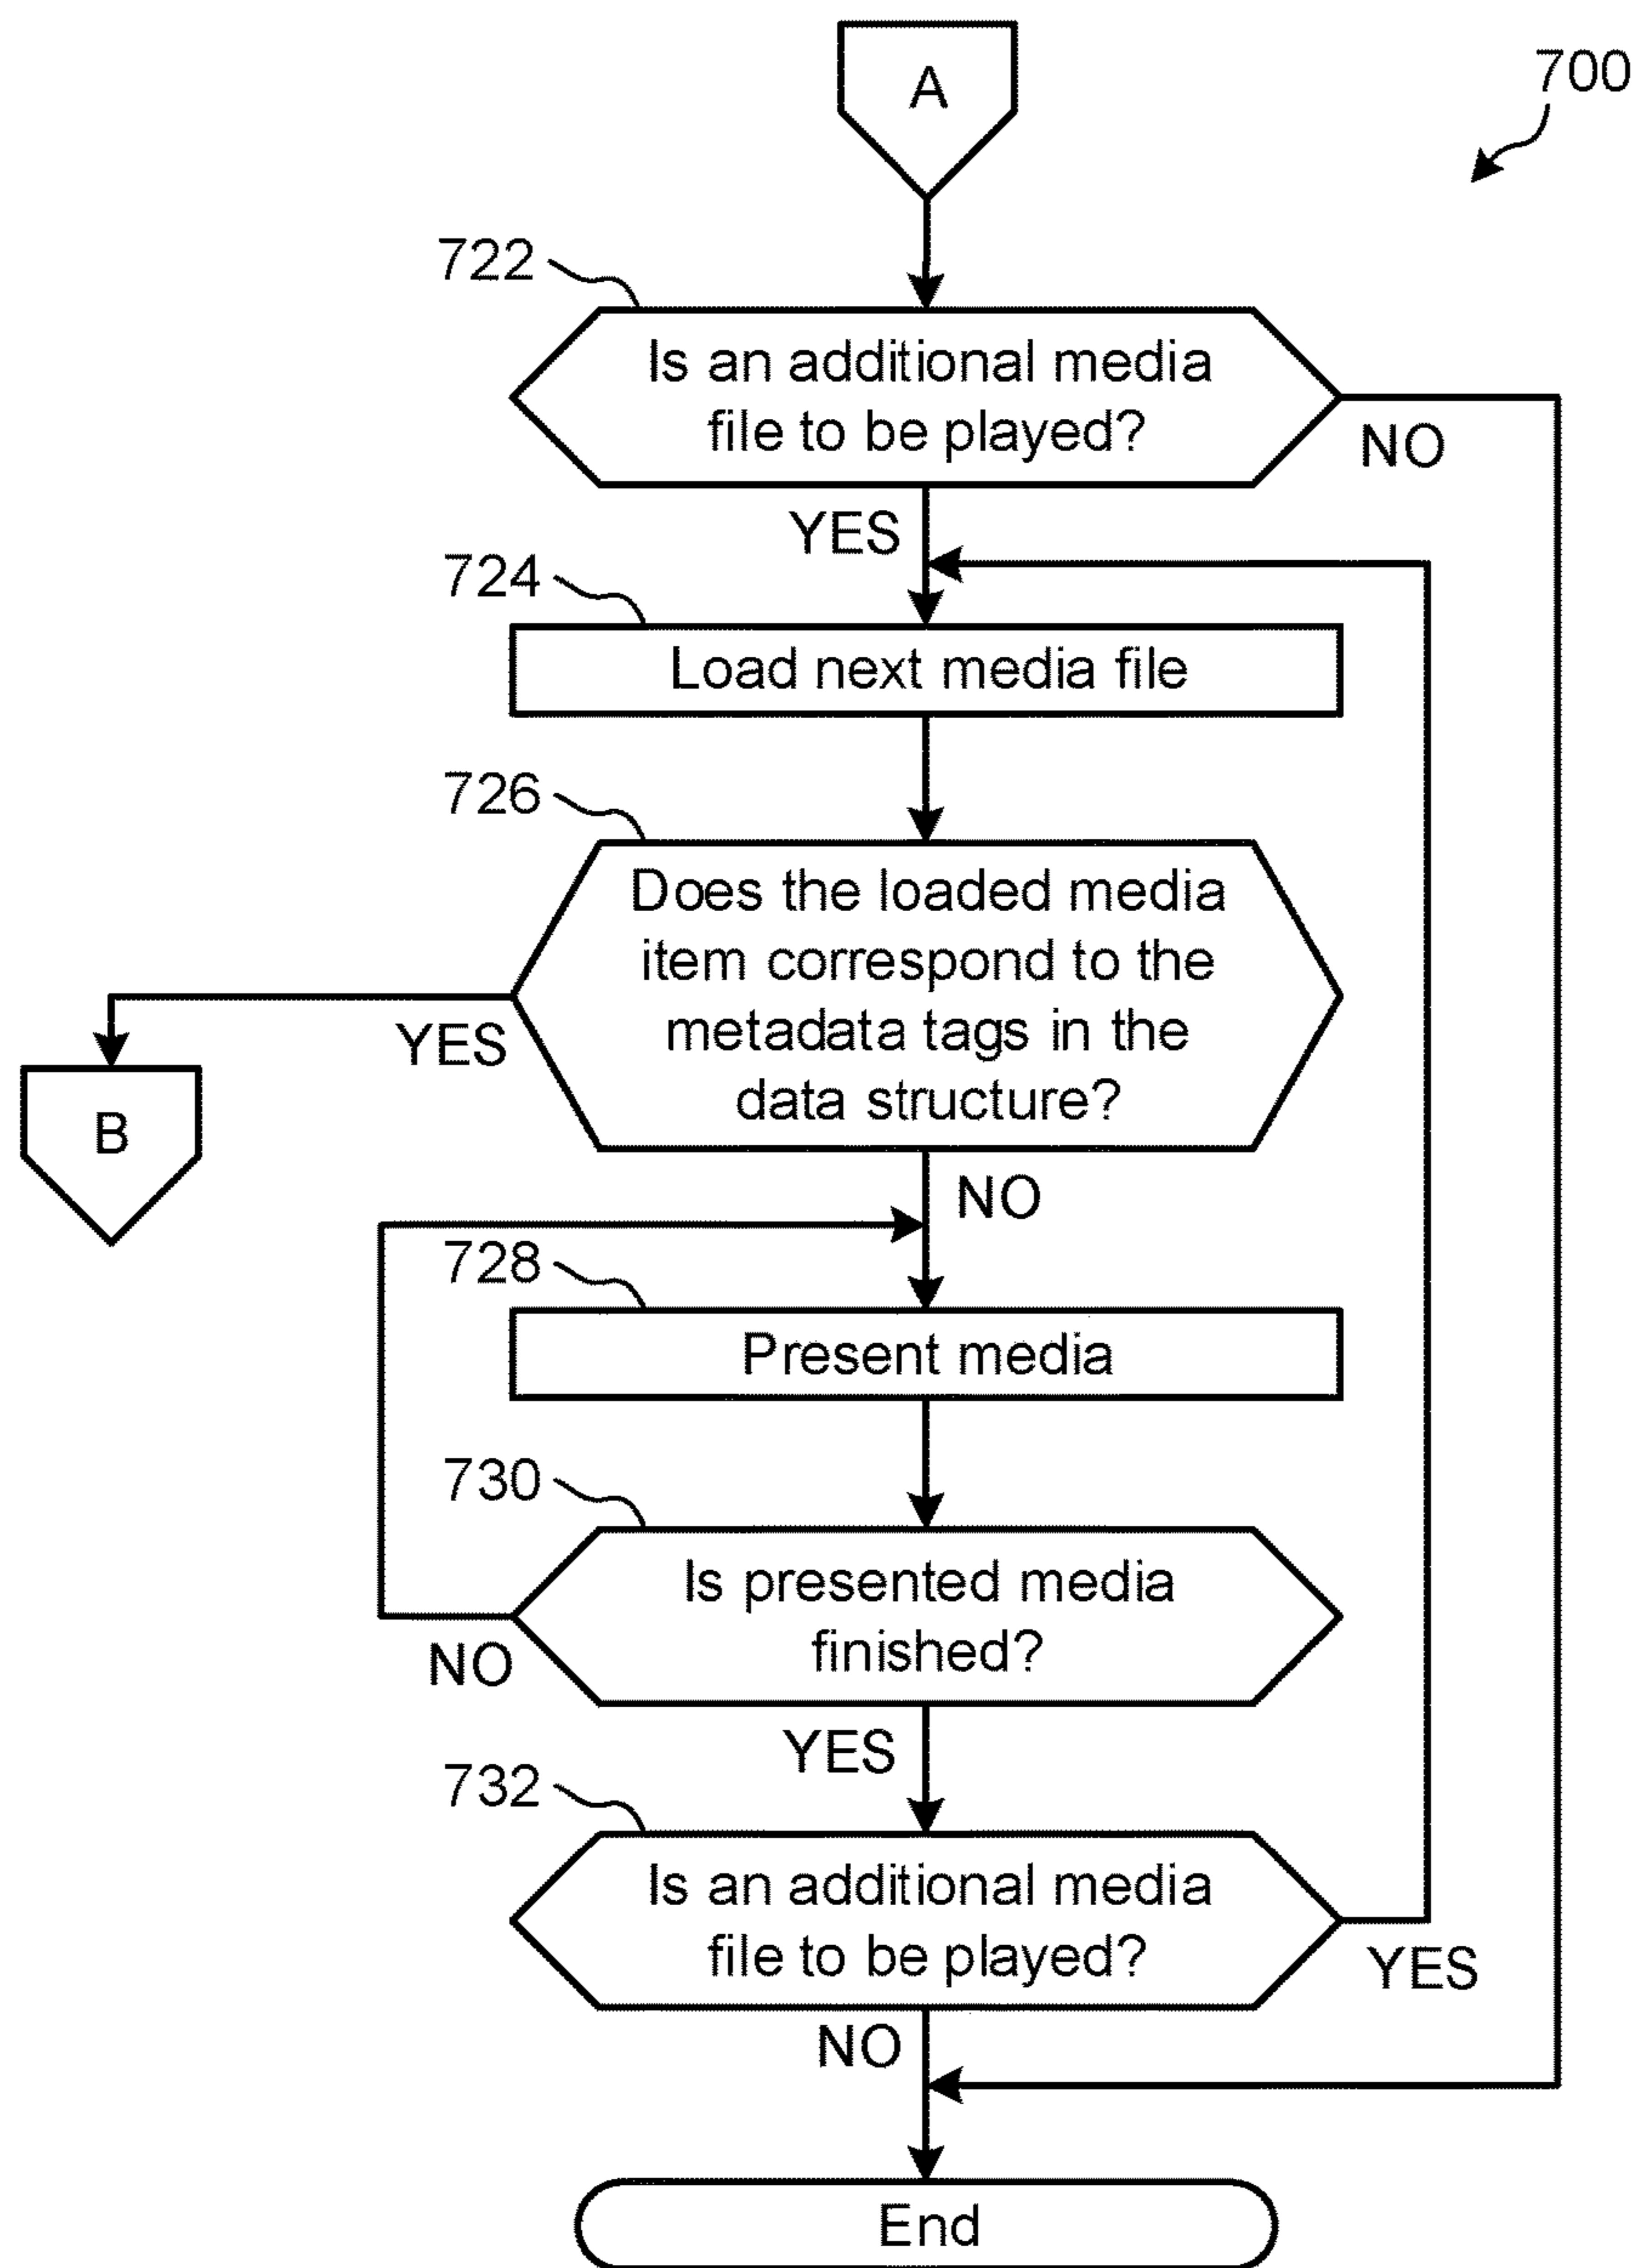 A
700
722
Is an additional media
file to be played?
NO
YES
724
Load next media file
726
Does the loaded media
item correspond to the
metadata tags in the
data structure?
YES
B
NO
728
Present media
730
Is presented media
finished?
NO
YES
732
Is an additional media
file to be played?
YES
NO
End